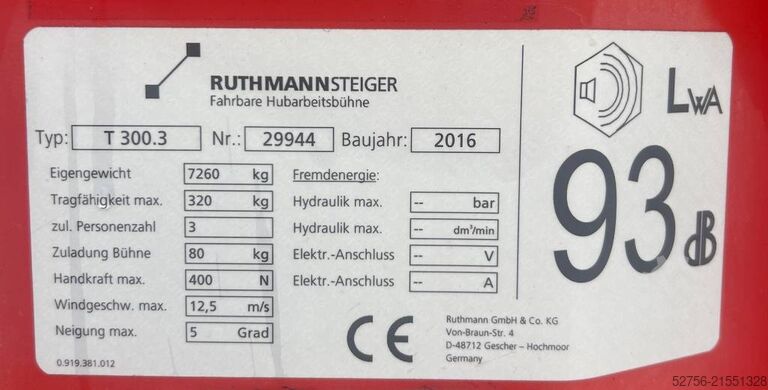 RUTHMANNSTEIGER
Fahrbare Hubarbeitsbühne
Typ: T 300.3 Nr.: 29944 Baujahr: 2016
Eigengewicht 7260 kg
Tragfähigkeit max. 320 kg
zul. Personenzahl 3
Zuladung Bühne 80 kg
Handkraft max. 400 N
Windgeschw. max. 12,5 m/s
Neigung max. 5 Grad
0.919.381.012
Fremdenergie:
Hydraulik max. -- bar
Hydraulik max. -- dm³/min
Elektr.-Anschluss -- V
Elektr.-Anschluss -- A
CE
Ruthmann GmbH & Co. KG
Von-Braun-Str. 4
D-48712 Gescher - Hochmoor
Germany
LWA
93 dB
52756-21551328